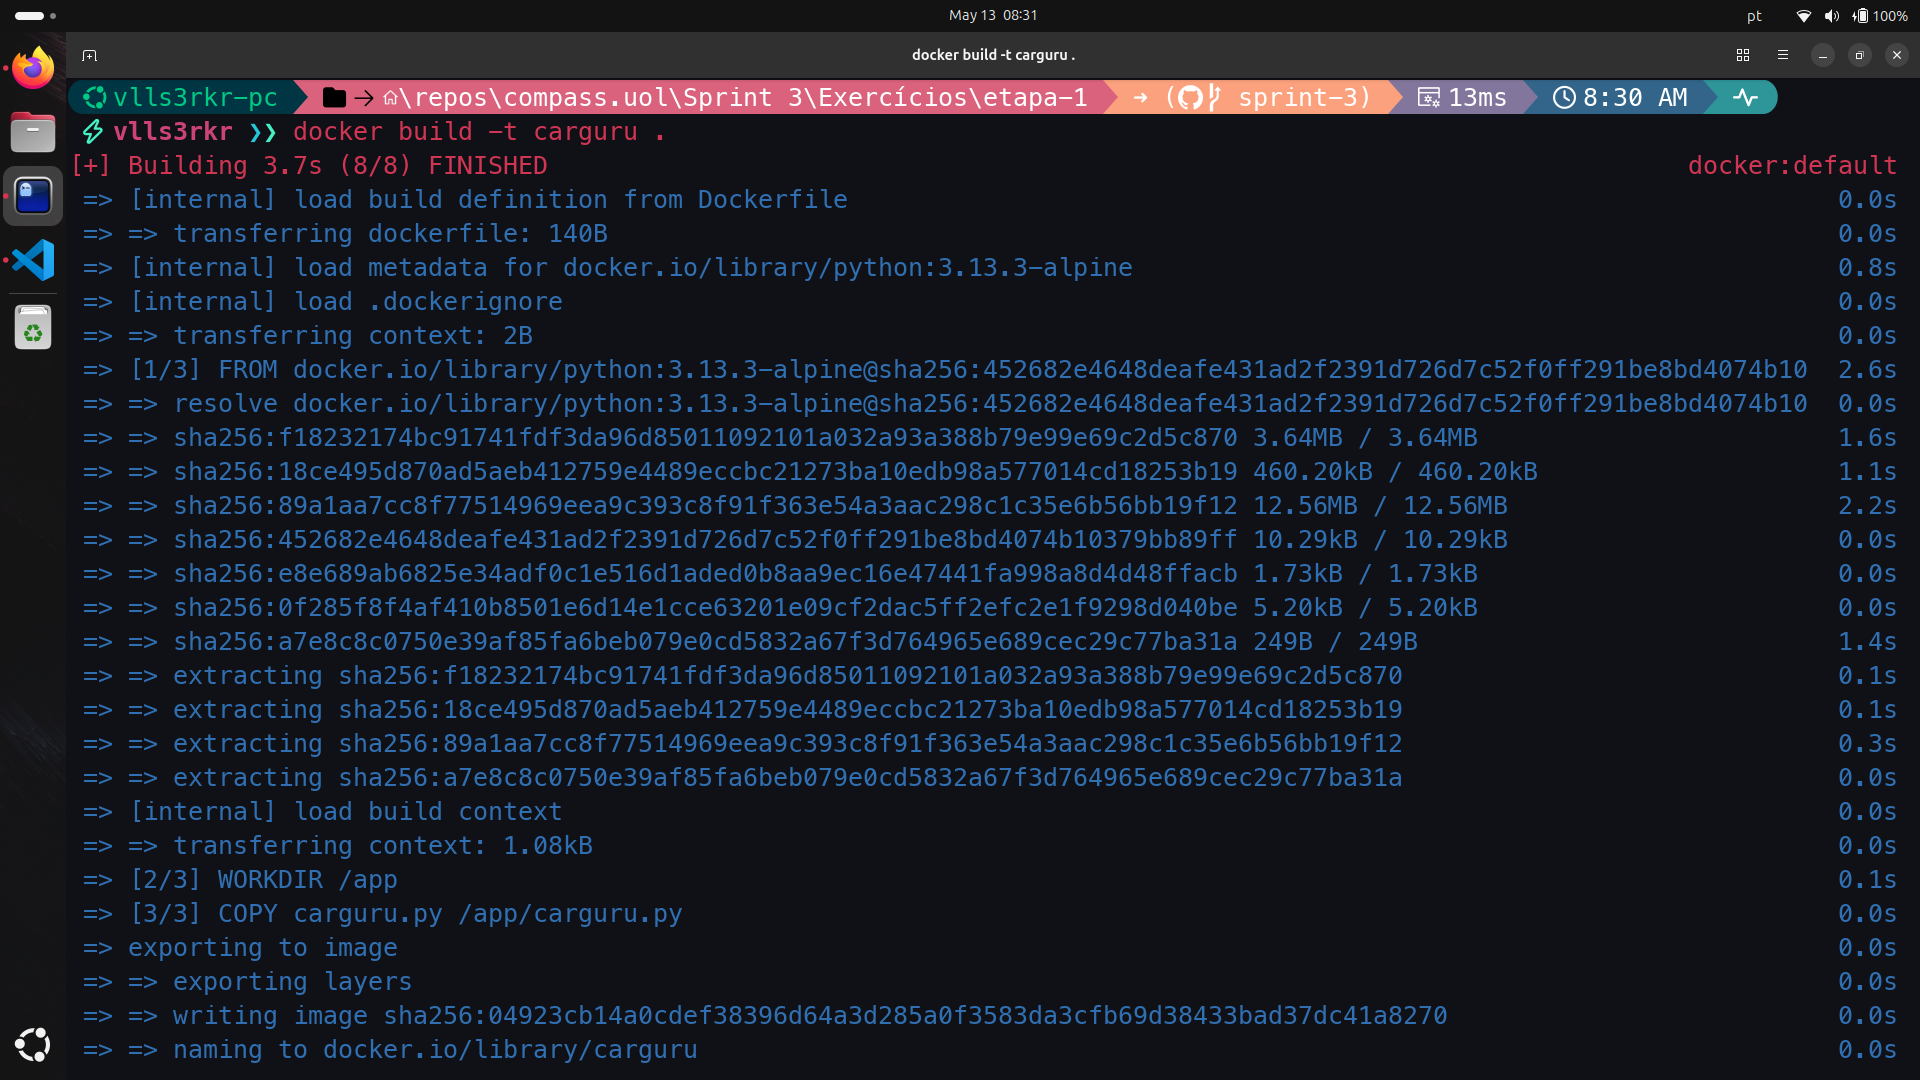 May 13 08:31
pt
100%
docker build -t carguru .
vlls3rkr-pc → \repos\compass.uol\Sprint 3\Exercícios\etapa-1 → ( sprint-3) 13ms 8:30 AM
vlls3rkr ❯❯ docker build -t carguru .
[+] Building 3.7s (8/8) FINISHED docker:default
=> [internal] load build definition from Dockerfile 0.0s
=> => transferring dockerfile: 140B 0.0s
=> [internal] load metadata for docker.io/library/python:3.13.3-alpine 0.8s
=> [internal] load .dockerignore 0.0s
=> => transferring context: 2B 0.0s
=> [1/3] FROM docker.io/library/python:3.13.3-alpine@sha256:452682e4648deafe431ad2f2391d726d7c52f0ff291be8bd4074b10 2.6s
=> => resolve docker.io/library/python:3.13.3-alpine@sha256:452682e4648deafe431ad2f2391d726d7c52f0ff291be8bd4074b10 0.0s
=> => sha256:f18232174bc91741fdf3da96d85011092101a032a93a388b79e99e69c2d5c870 3.64MB / 3.64MB 1.6s
=> => sha256:18ce495d870ad5aeb412759e4489eccbc21273ba10edb98a577014cd18253b19 460.20kB / 460.20kB 1.1s
=> => sha256:89a1aa7cc8f77514969eea9c393c8f91f363e54a3aac298c1c35e6b56bb19f12 12.56MB / 12.56MB 2.2s
=> => sha256:452682e4648deafe431ad2f2391d726d7c52f0ff291be8bd4074b10379bb89ff 10.29kB / 10.29kB 0.0s
=> => sha256:e8e689ab6825e34adf0c1e516d1aded0b8aa9ec16e47441fa998a8d4d48ffacb 1.73kB / 1.73kB 0.0s
=> => sha256:0f285f8f4af410b8501e6d14e1cce63201e09cf2dac5ff2efc2e1f9298d040be 5.20kB / 5.20kB 0.0s
=> => sha256:a7e8c8c0750e39af85fa6beb079e0cd5832a67f3d764965e689cec29c77ba31a 249B / 249B 1.4s
=> => extracting sha256:f18232174bc91741fdf3da96d85011092101a032a93a388b79e99e69c2d5c870 0.1s
=> => extracting sha256:18ce495d870ad5aeb412759e4489eccbc21273ba10edb98a577014cd18253b19 0.1s
=> => extracting sha256:89a1aa7cc8f77514969eea9c393c8f91f363e54a3aac298c1c35e6b56bb19f12 0.3s
=> => extracting sha256:a7e8c8c0750e39af85fa6beb079e0cd5832a67f3d764965e689cec29c77ba31a 0.0s
=> [internal] load build context 0.0s
=> => transferring context: 1.08kB 0.0s
=> [2/3] WORKDIR /app 0.1s
=> [3/3] COPY carguru.py /app/carguru.py 0.0s
=> exporting to image 0.0s
=> => exporting layers 0.0s
=> => writing image sha256:04923cb14a0cdef38396d64a3d285a0f3583da3cfb69d38433bad37dc41a8270 0.0s
=> => naming to docker.io/library/carguru 0.0s